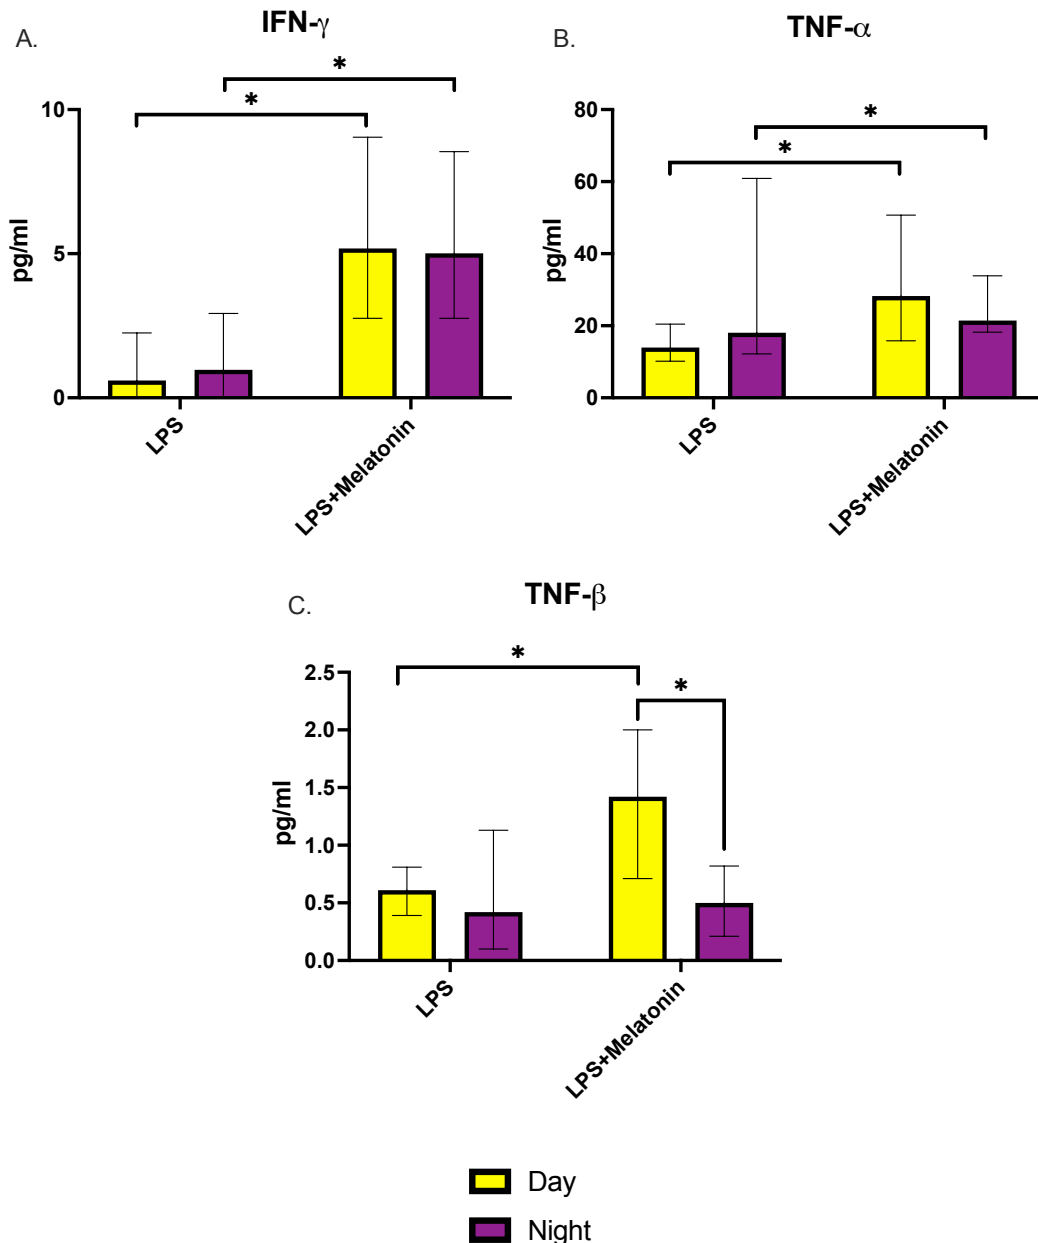 A.
IFN-γ
*
*
10
5
0
pg/ml
LPS
LPS+Melatonin
B.
TNF-α
*
*
80
60
40
20
0
pg/ml
LPS
LPS+Melatonin
C.
TNF-β
*
*
2.5
2.0
1.5
1.0
0.5
0.0
pg/ml
LPS
LPS+Melatonin
Day
Night